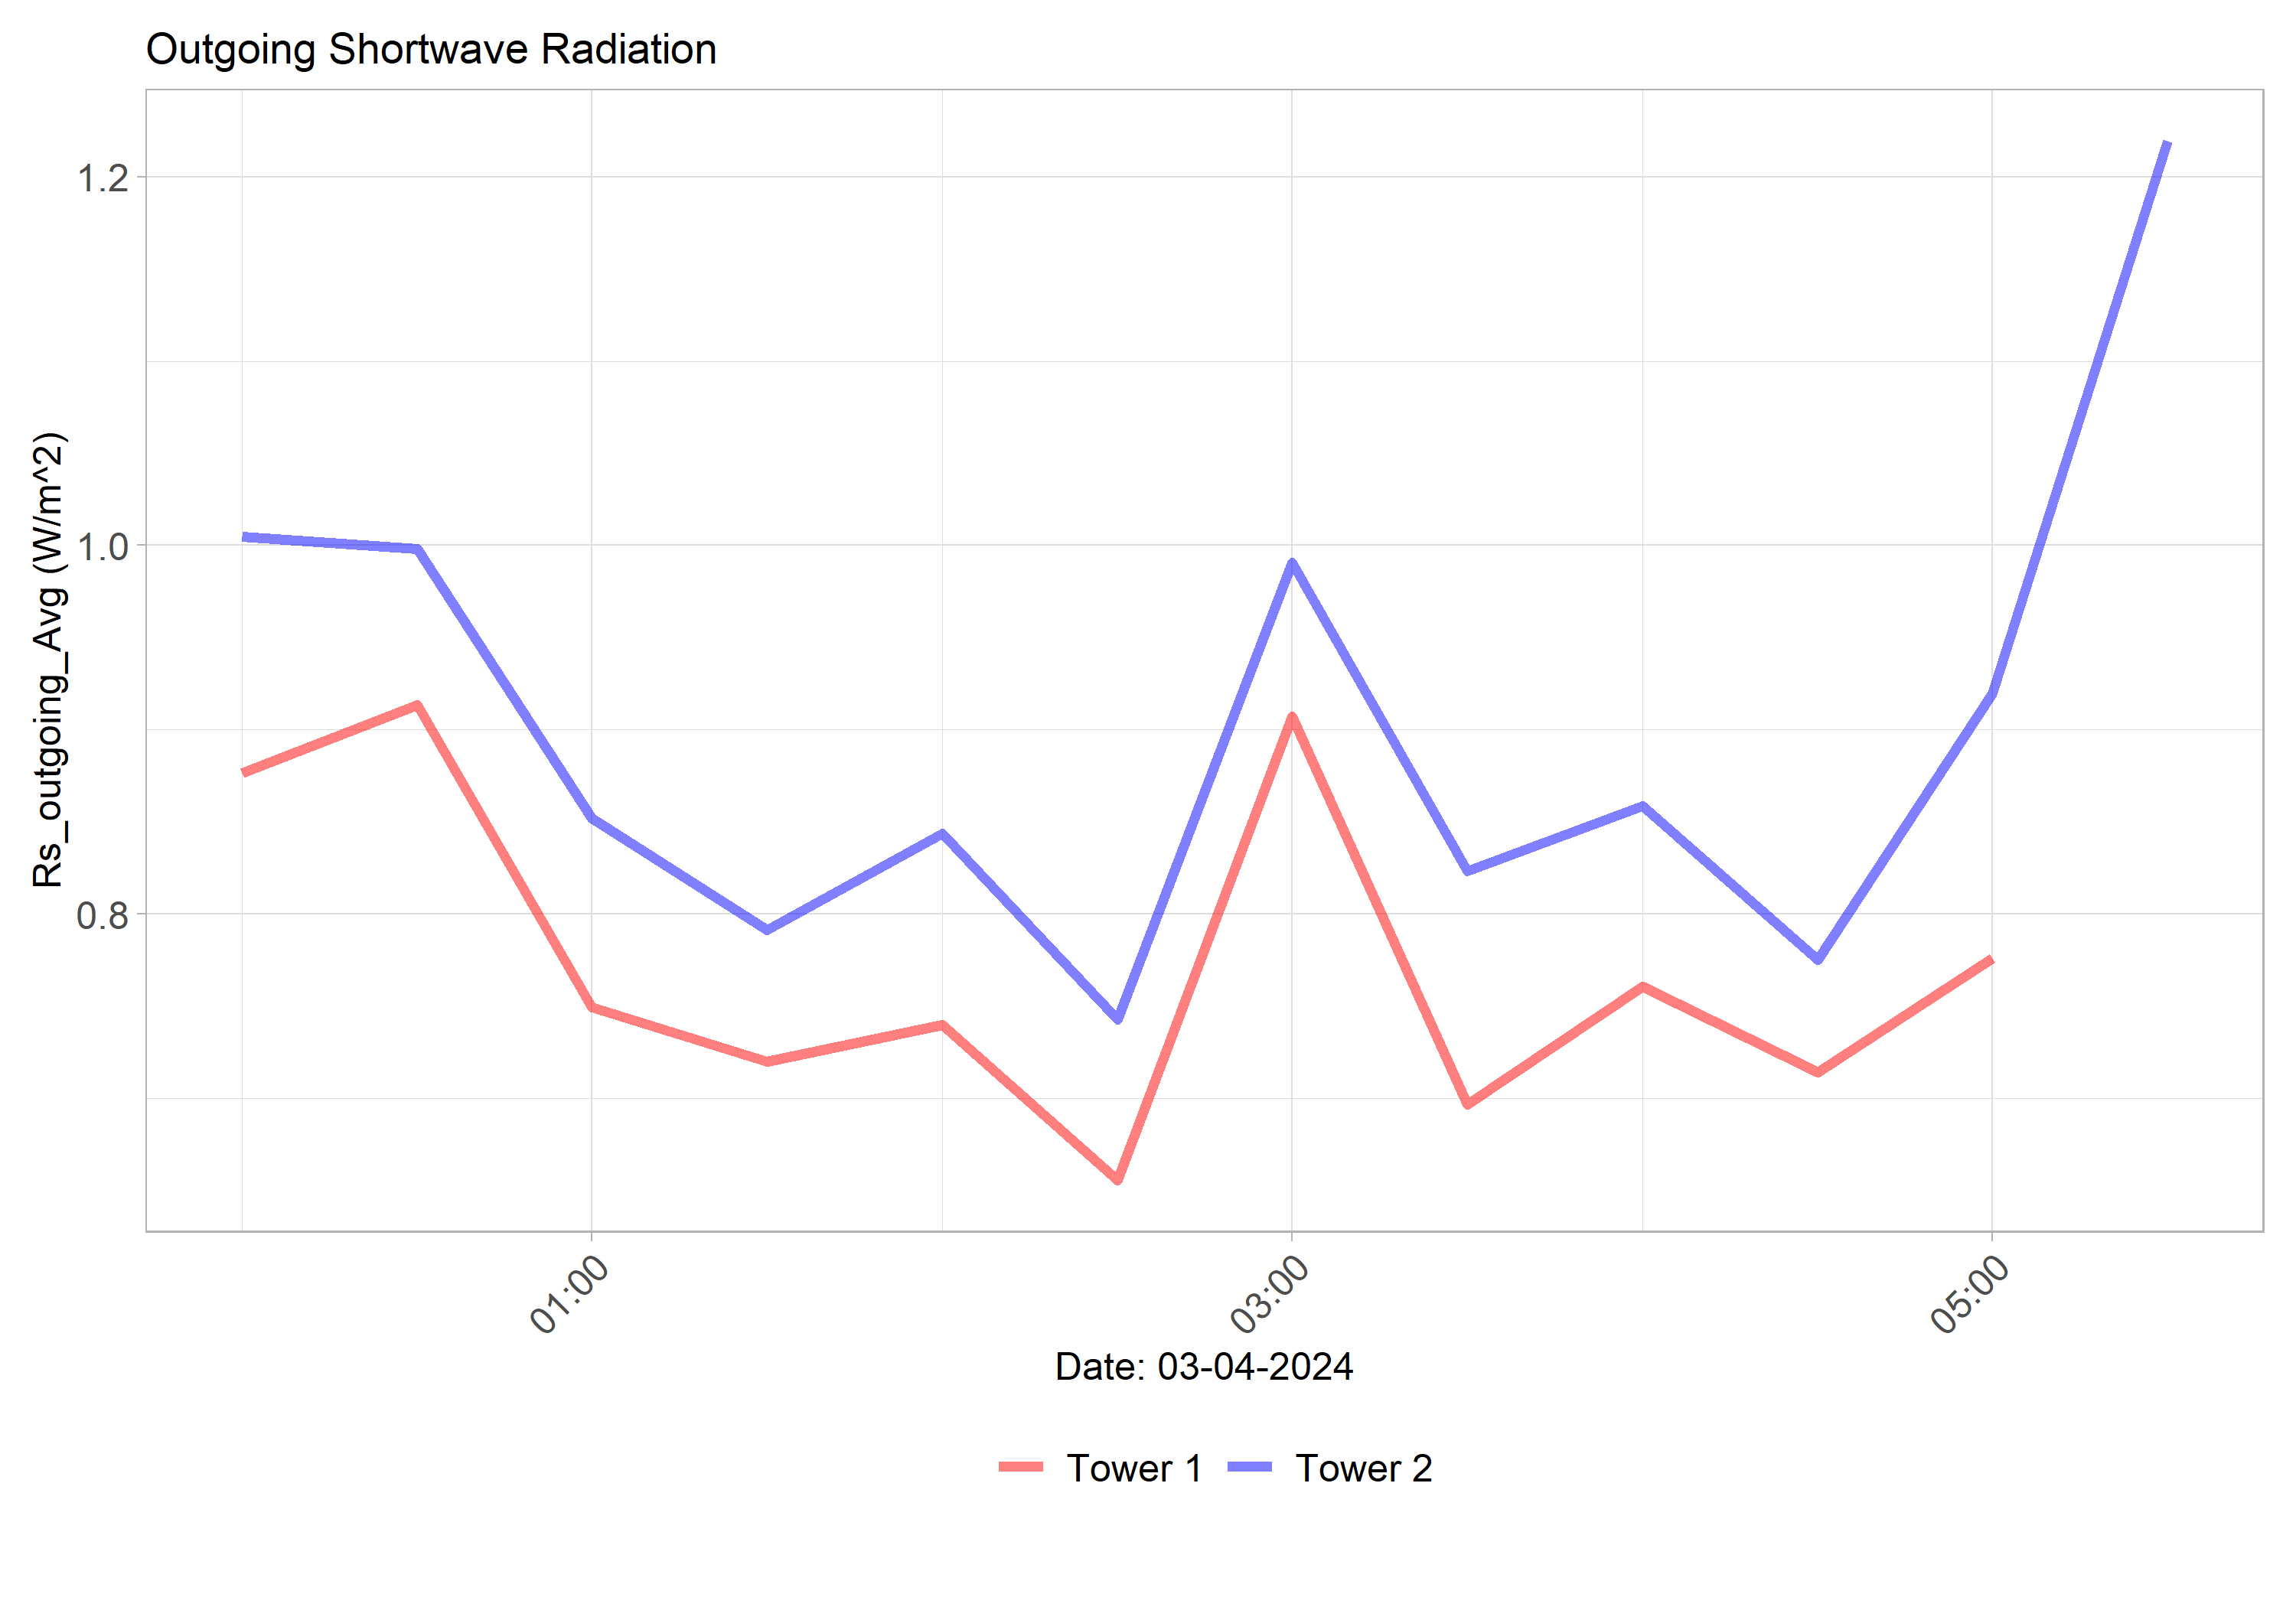 Outgoing Shortwave Radiation
Rs_outgoing_Avg (W/m^2)
1.2
1.0
0.8
01:00
03:00
05:00
Date: 03-04-2024
Tower 1
Tower 2